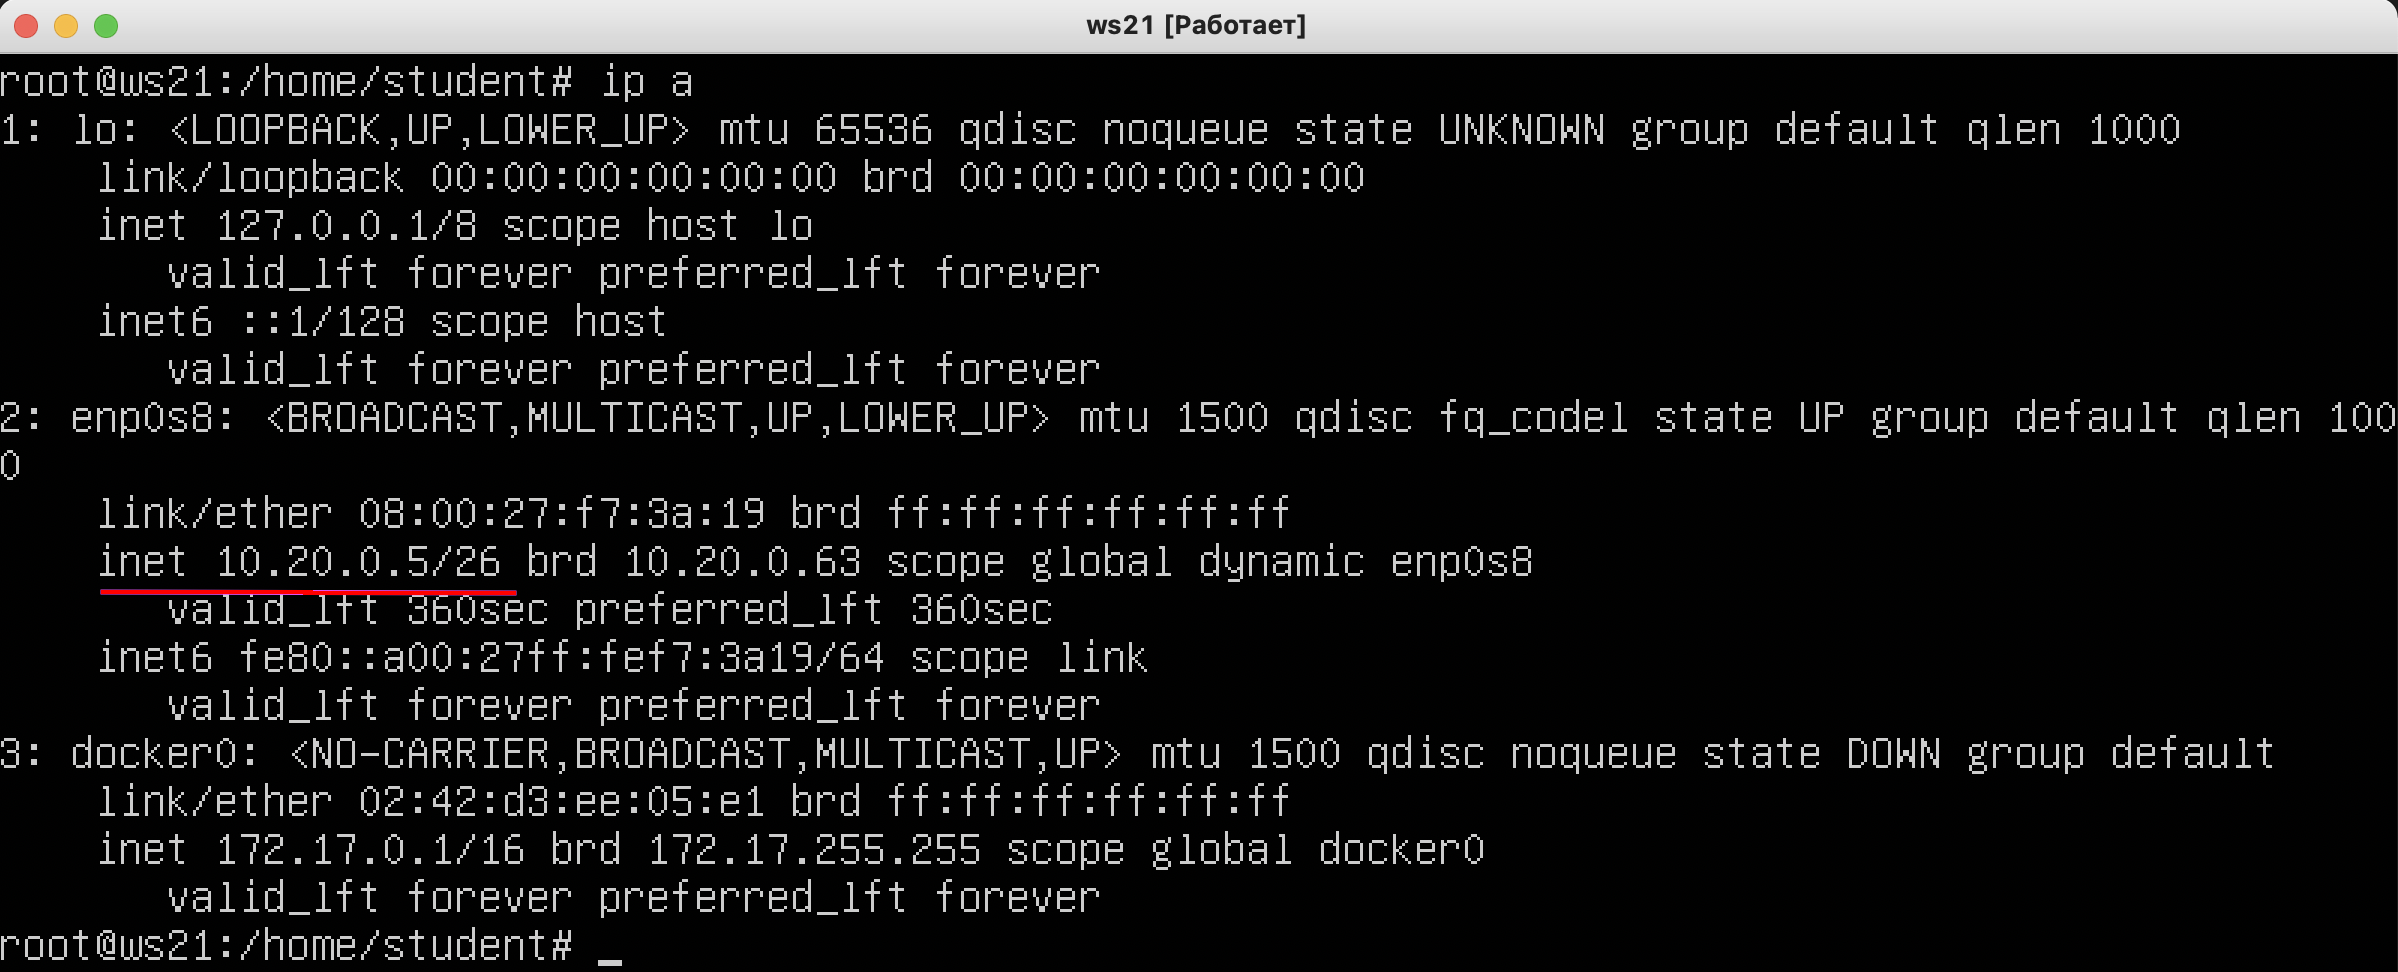 ws21 [Работает]
root@ws21:/home/student# ip a
1: lo: <LOOPBACK,UP,LOWER_UP> mtu 65536 qdisc noqueue state UNKNOWN group default qlen 1000
    link/loopback 00:00:00:00:00:00 brd 00:00:00:00:00:00
    inet 127.0.0.1/8 scope host lo
       valid_lft forever preferred_lft forever
    inet6 ::1/128 scope host
       valid_lft forever preferred_lft forever
2: enp0s8: <BROADCAST,MULTICAST,UP,LOWER_UP> mtu 1500 qdisc fq_codel state UP group default qlen 100
0
    link/ether 08:00:27:f7:3a:19 brd ff:ff:ff:ff:ff:ff
    inet 10.20.0.5/26 brd 10.20.0.63 scope global dynamic enp0s8
       valid_lft 360sec preferred_lft 360sec
    inet6 fe80::a00:27ff:fef7:3a19/64 scope link
       valid_lft forever preferred_lft forever
3: docker0: <NO-CARRIER,BROADCAST,MULTICAST,UP> mtu 1500 qdisc noqueue state DOWN group default
    link/ether 02:42:d3:ee:05:e1 brd ff:ff:ff:ff:ff:ff
    inet 172.17.0.1/16 brd 172.17.255.255 scope global docker0
       valid_lft forever preferred_lft forever
root@ws21:/home/student# _